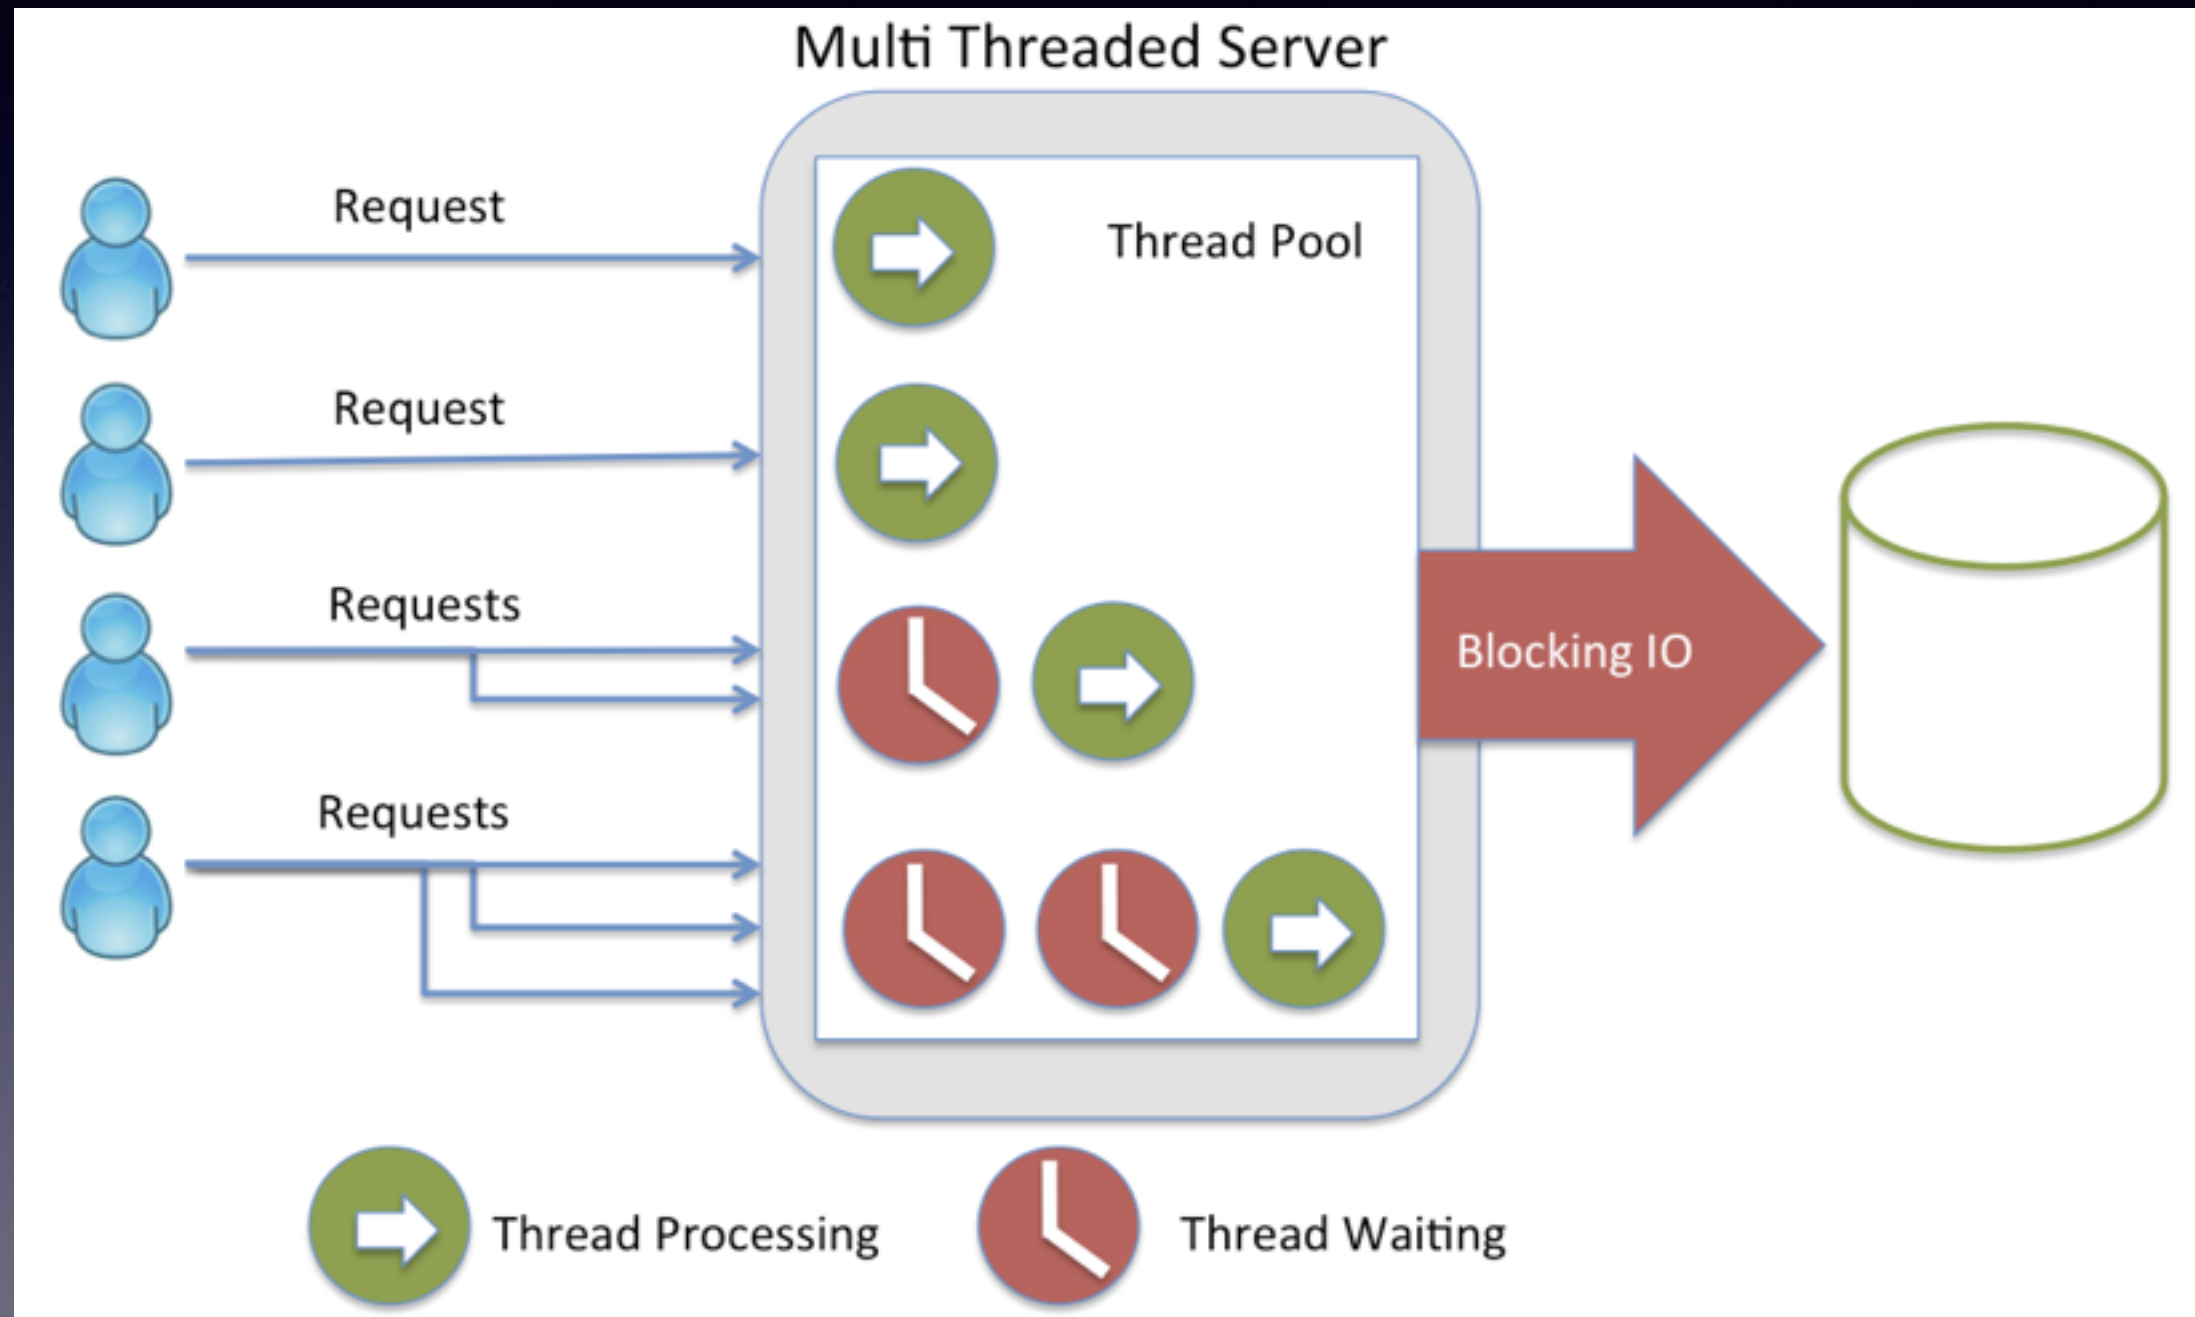 Multi Threaded Server
Request
Thread Pool
Request
Requests
Blocking IO
Requests
Thread Processing
Thread Waiting